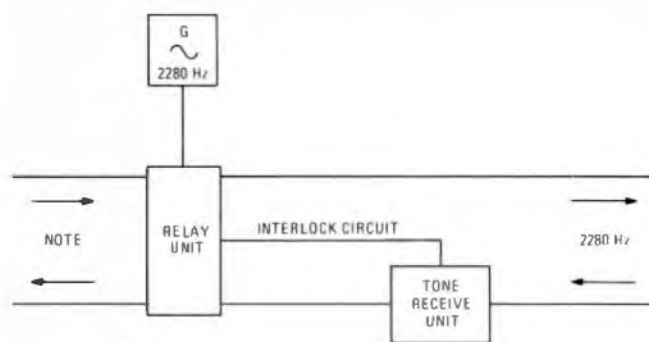 G
2280 Hz
NOTE
RELAY
UNIT
INTERLOCK CIRCUIT
2280 Hz
TONE
RECEIVE
UNIT